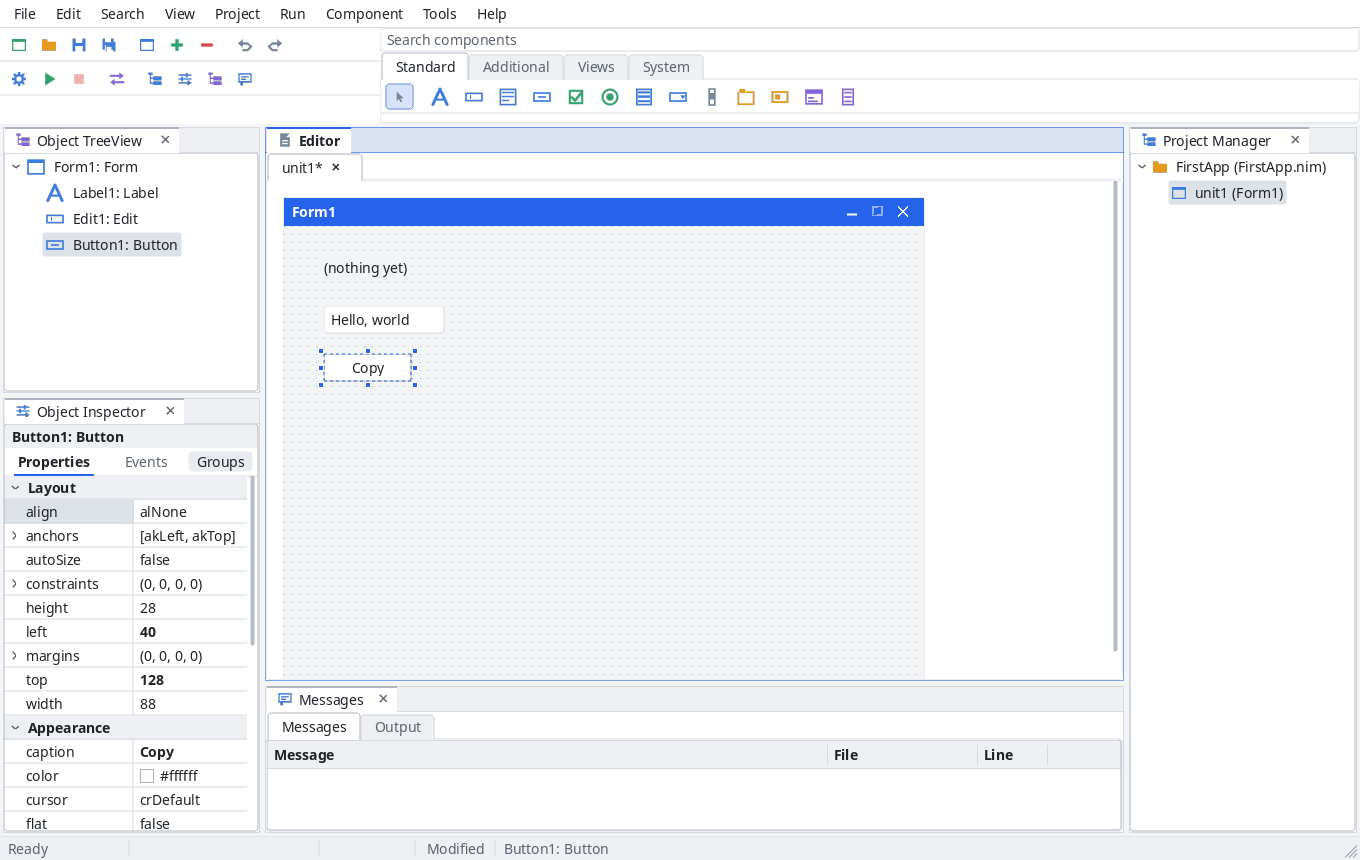 File Edit Search View Project Run Component Tools Help
Search components
Standard Additional Views System
Object TreeView
Form1: Form
Label1: Label
Edit1: Edit
Button1: Button
Object Inspector
Button1: Button
Properties Events Groups
Layout
align alNone
anchors [akLeft, akTop]
autoSize false
constraints (0, 0, 0, 0)
height 28
left 40
margins (0, 0, 0, 0)
top 128
width 88
Appearance
caption Copy
color #ffffff
cursor crDefault
flat false
Editor
unit1*
Form1
(nothing yet)
Hello, world
Copy
Messages
Messages Output
Message File Line
Project Manager
FirstApp (FirstApp.nim)
unit1 (Form1)
Ready Modified Button1: Button